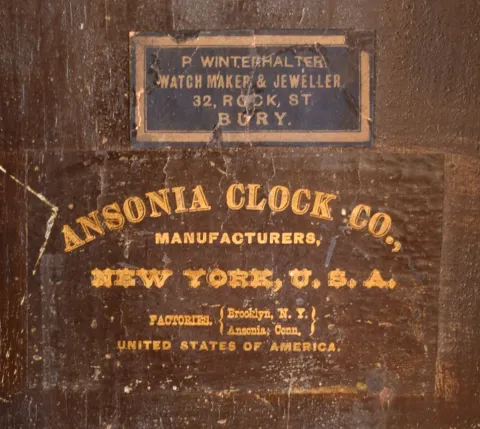 P. WINTERHALTER,
WATCH MAKER & JEWELLER,
32, ROCK, ST.
BURY.
ANSONIA CLOCK CO.,
MANUFACTURERS,
NEW YORK, U. S. A.
FACTORIES. { Brooklyn, N. Y. }
Ansonia, Conn.
UNITED STATES OF AMERICA.